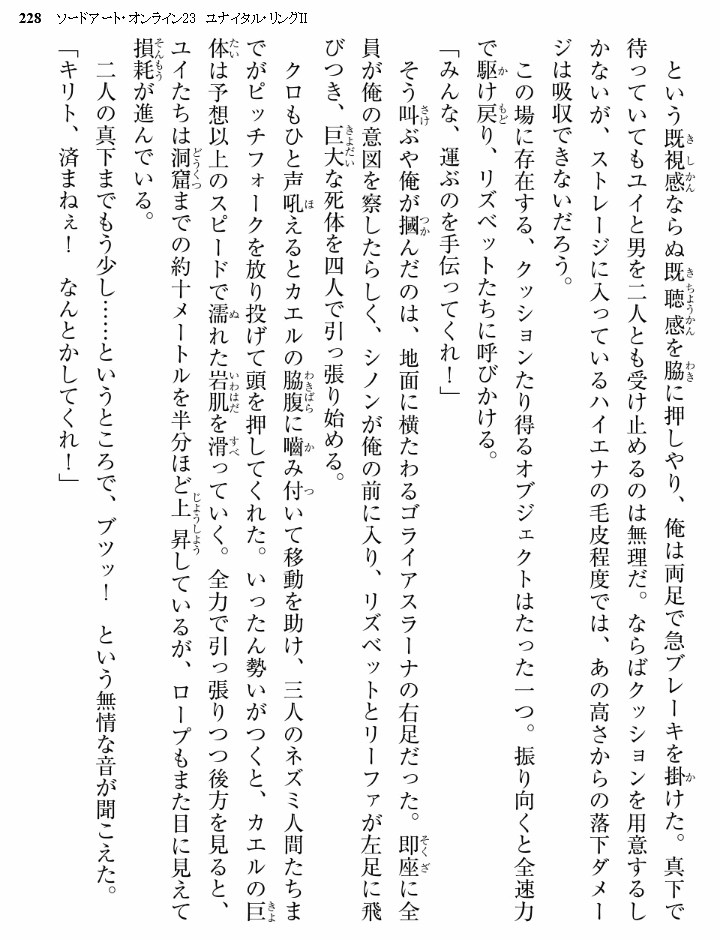 228 ソードアート・オンライン23 ユナイタル・リングⅡ
という既視感ならぬ既聴感を脇に押しやり、俺は両足で急ブレーキを掛けた。真下で
待っていてもユイと男を二人とも受け止めるのは無理だ。ならばクッションを用意するし
かないが、ストレージに入っているハイエナの毛皮程度では、あの高さからの落下ダメー
ジは吸収できないだろう。
この場に存在する、クッションたり得るオブジェクトはたった一つ。振り向くと全速力
で駆け戻り、リズベットたちに呼びかける。
「みんな、運ぶのを手伝ってくれ！」
そう叫ぶや俺が摑んだのは、地面に横たわるゴライアスラーナの右足だった。即座に全
員が俺の意図を察したらしく、シノンが俺の前に入り、リズベットとリーファが左足に飛
びつき、巨大な死体を四人で引っ張り始める。
クロもひと声吼えるとカエルの脇腹に嚙み付いて移動を助け、三人のネズミ人間たちま
でがピッチフォークを放り投げて頭を押してくれた。いったん勢いがつくと、カエルの巨
体は予想以上のスピードで濡れた岩肌を滑っていく。全力で引っ張りつつ後方を見ると、
ユイたちは洞窟までの約十メートルを半分ほど上昇しているが、ロープもまた目に見えて
損耗が進んでいる。
二人の真下までもう少し……というところで、ブツッ！　という無情な音が聞こえた。
「キリト、済まねぇ！　なんとかしてくれ！」